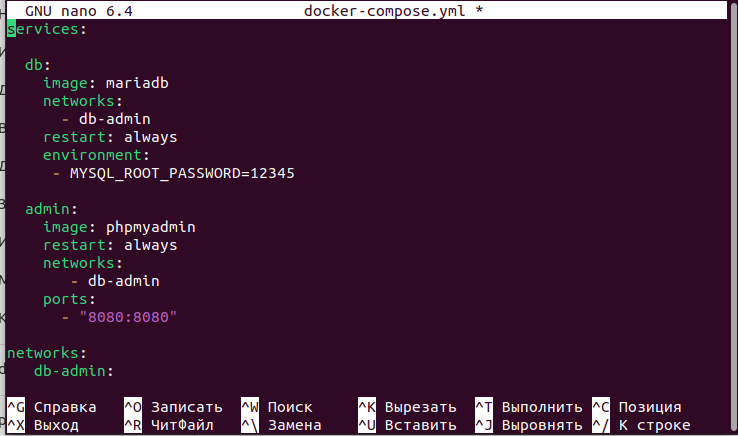 GNU nano 6.4 docker-compose.yml *
services:
db:
image: mariadb
networks:
- db-admin
restart: always
environment:
- MYSQL_ROOT_PASSWORD=12345
admin:
image: phpmyadmin
restart: always
networks:
- db-admin
ports:
- "8080:8080"
networks:
db-admin:
^G Справка ^O Записать ^W Поиск ^K Вырезать ^T Выполнить ^C Позиция
^X Выход ^R ЧитФайл ^\ Замена ^U Вставить ^J Выровнять ^/ К строке